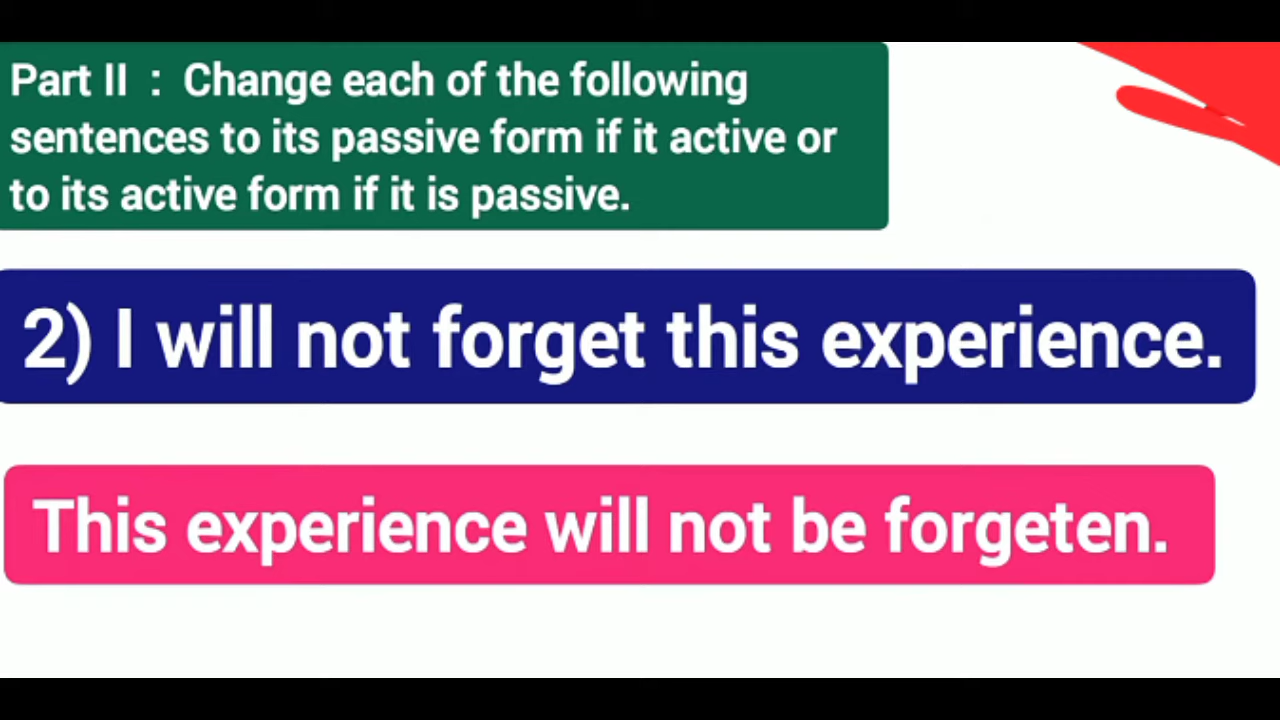 Part II : Change each of the following
sentences to its passive form if it active or
to its active form if it is passive.
2) I will not forget this experience.
This experience will not be forgeten.